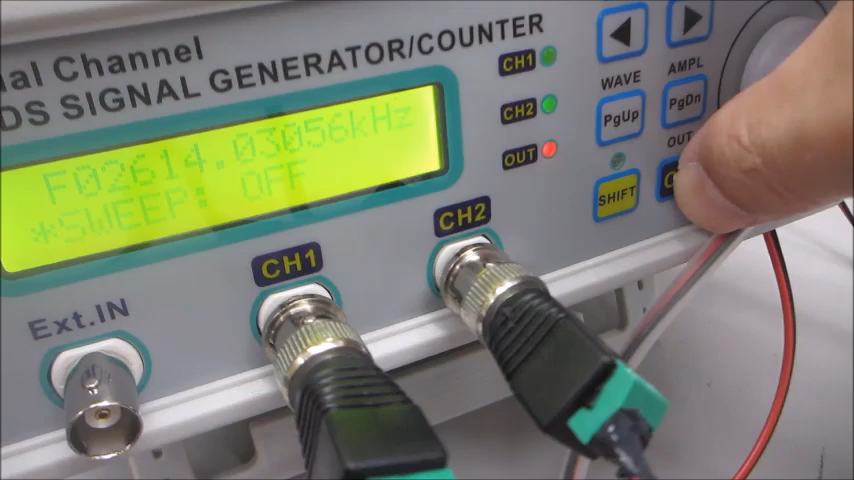 nal Channel
DS SIGNAL GENERATOR/COUNTER
F02614.03056kHz
*SWEEP: OFF
CH1
CH2
OUT
WAVE
AMPL
PgUp
PgDn
OUT
SHIFT
CH1
CH2
Ext.IN